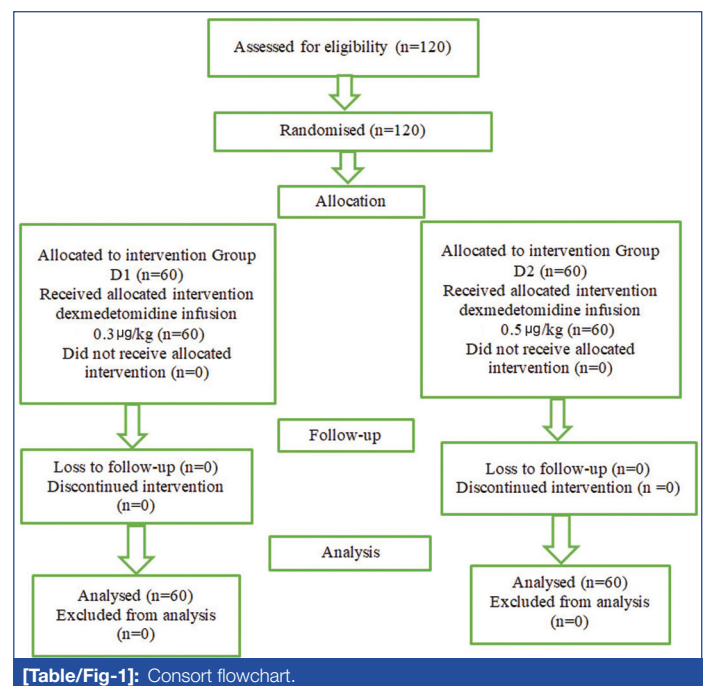 Assessed for eligibility (n=120)
Randomised (n=120)
Allocation
Allocated to intervention Group
D1 (n=60)
Received allocated intervention
dexmedetomidine infusion
0.3µg/kg (n=60)
Did not receive allocated
intervention (n=0)
Allocated to intervention Group
D2 (n=60)
Received allocated intervention
dexmedetomidine infusion
0.5 µg/kg (n=60)
Did not receive allocated
intervention (n=0)
Follow-up
Loss to follow-up (n=0)
Discontinued intervention
(n=0)
Loss to follow-up (n=0)
Discontinued intervention (n =0)
Analysis
Analysed (n=60)
Excluded from analysis
(n=0)
Analysed (n=60)
Excluded from analysis
(n=0)
[Table/Fig-1]: Consort flowchart.